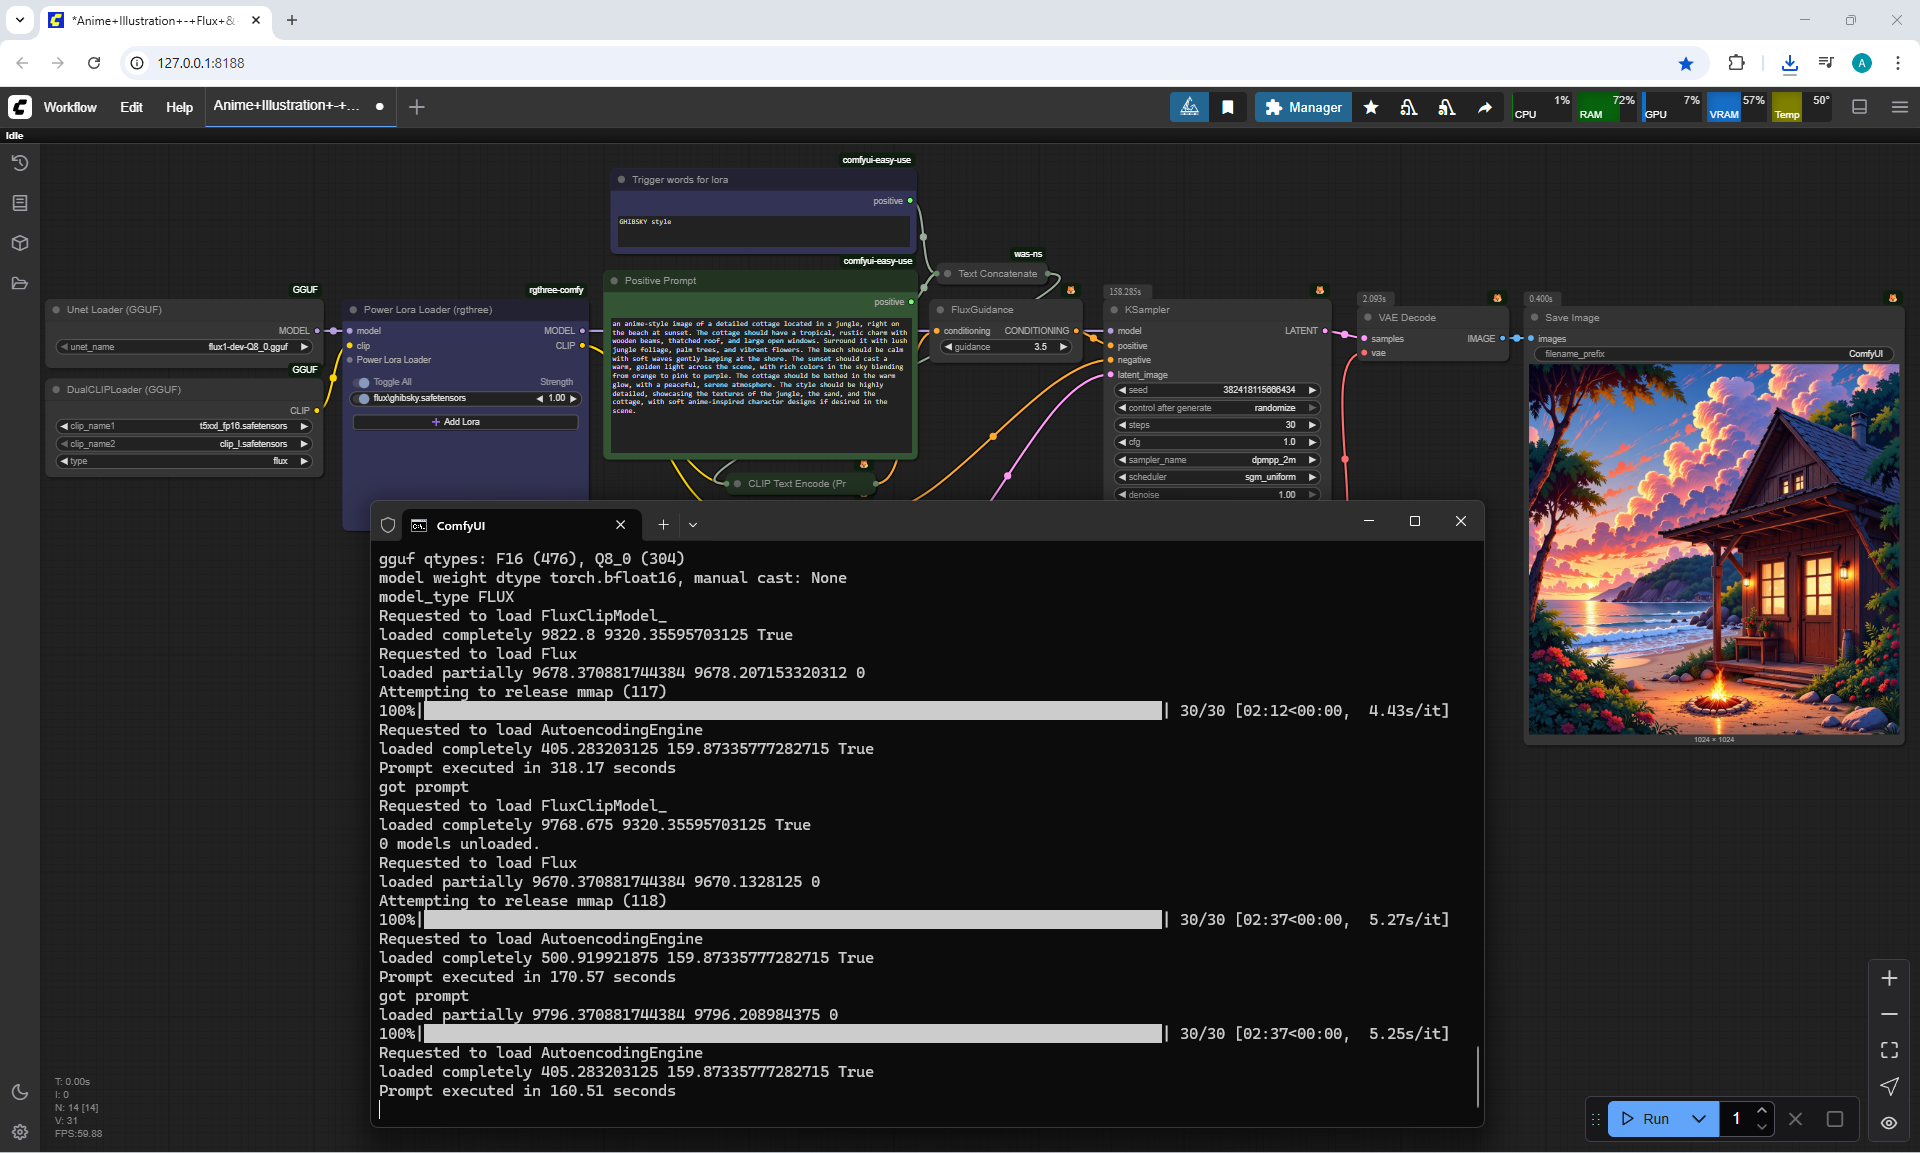 *Anime+Illustration+-+Flux+&
127.0.0.1:8188
Workflow Edit Help Anime+Illustration+-+...
Manager
CPU 1% RAM 72% GPU 7% VRAM 57% Temp 50°
Idle
comfyui-easy-use
Trigger words for lora
positive
GHIBSKY style
comfyui-easy-use
Positive Prompt
positive
an anime-style image of a detailed cottage located in a jungle, right on
the beach at sunset. The cottage should have a tropical, rustic charm with
wooden beams, thatched roof, and large open windows. Surround it with lush
jungle foliage, palm trees, and vibrant flowers. The beach should be calm
with soft waves gently lapping at the shore. The sunset should cast a
warm, golden light across the scene, with rich colors in the sky blending
from orange to pink to purple. The cottage should be bathed in the warm
glow, with a peaceful, serene atmosphere. The style should be highly
detailed, showcasing the textures of the jungle, the sand, and the
cottage, with soft anime-inspired character designs if desired in the
scene.
CLIP Text Encode (Pr
was-ns
Text Concatenate
GGUF
Unet Loader (GGUF)
MODEL
unet_name flux1-dev-Q8_0.gguf
GGUF
DualCLIPLoader (GGUF)
CLIP
clip_name1 t5xxl_fp16.safetensors
clip_name2 clip_l.safetensors
type flux
rgthree-comfy
Power Lora Loader (rgthree)
model MODEL
clip CLIP
Power Lora Loader
Toggle All Strength
flux\ghibsky.safetensors 1.00
+ Add Lora
FluxGuidance
conditioning CONDITIONING
guidance 3.5
158.285s
KSampler
model LATENT
positive
negative
latent_image
seed 382418115666434
control after generate randomize
steps 30
cfg 1.0
sampler_name dpmpp_2m
scheduler sgm_uniform
denoise 1.00
2.093s
VAE Decode
samples IMAGE
vae
0.400s
Save Image
images
filename_prefix ComfyUI
1024 × 1024
ComfyUI
gguf qtypes: F16 (476), Q8_0 (304)
model weight dtype torch.bfloat16, manual cast: None
model_type FLUX
Requested to load FluxClipModel_
loaded completely 9822.8 9320.35595703125 True
Requested to load Flux
loaded partially 9678.370881744384 9678.207153320312 0
Attempting to release mmap (117)
100%| | 30/30 [02:12<00:00, 4.43s/it]
Requested to load AutoencodingEngine
loaded completely 405.283203125 159.87335777282715 True
Prompt executed in 318.17 seconds
got prompt
Requested to load FluxClipModel_
loaded completely 9768.675 9320.35595703125 True
0 models unloaded.
Requested to load Flux
loaded partially 9670.370881744384 9670.1328125 0
Attempting to release mmap (118)
100%| | 30/30 [02:37<00:00, 5.27s/it]
Requested to load AutoencodingEngine
loaded completely 500.919921875 159.87335777282715 True
Prompt executed in 170.57 seconds
got prompt
loaded partially 9796.370881744384 9796.208984375 0
100%| | 30/30 [02:37<00:00, 5.25s/it]
Requested to load AutoencodingEngine
loaded completely 405.283203125 159.87335777282715 True
Prompt executed in 160.51 seconds
T: 0.00s
I: 0
N: 14 [14]
V: 31
FPS:59.88
Run 1
A